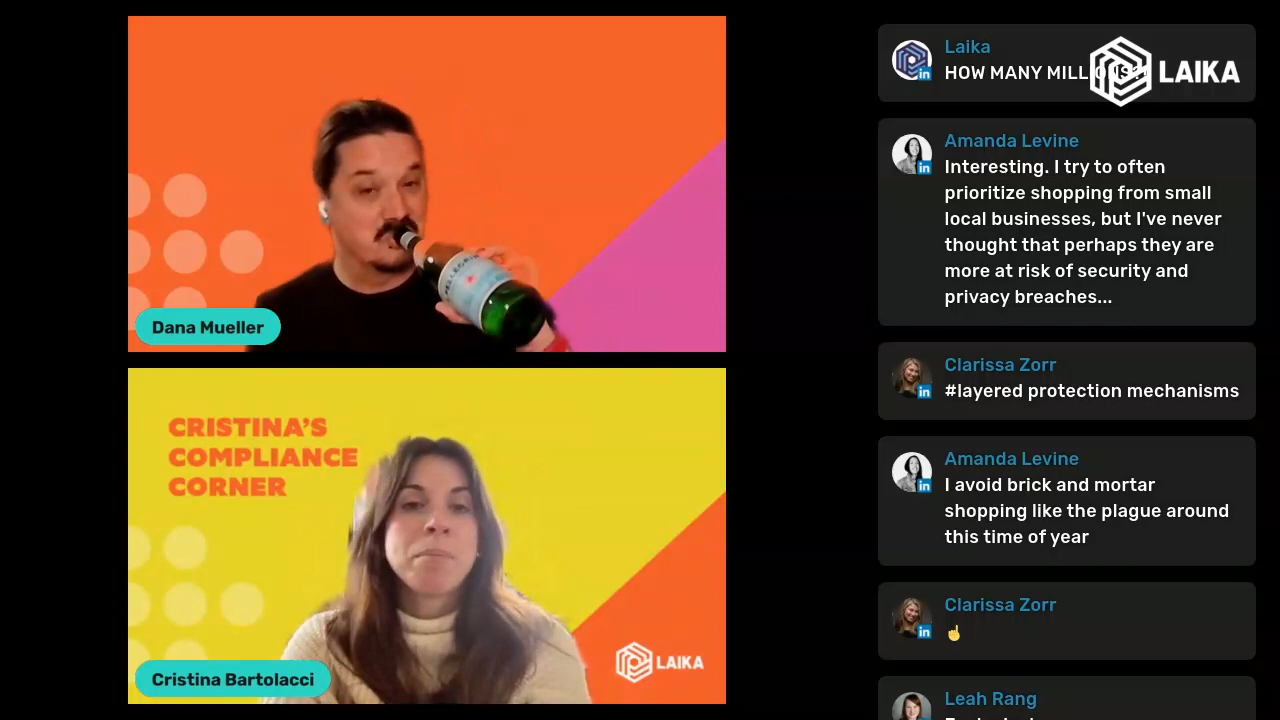 PELLEGRINO
Dana Mueller
CRISTINA'S
COMPLIANCE
CORNER
LAIKA
Cristina Bartolacci
Laika
HOW MANY MILLIONS?!
LAIKA
Amanda Levine
Interesting. I try to often
prioritize shopping from small
local businesses, but I've never
thought that perhaps they are
more at risk of security and
privacy breaches...
Clarissa Zorr
#layered protection mechanisms
Amanda Levine
I avoid brick and mortar
shopping like the plague around
this time of year
Clarissa Zorr
☝️
Leah Rang